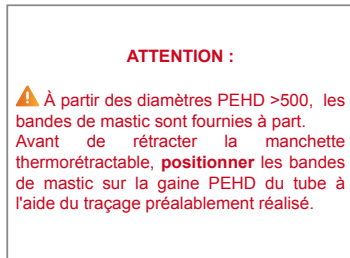 ATTENTION :
⚠ À partir des diamètres PEHD >500, les
bandes de mastic sont fournies à part.
Avant de rétracter la manchette
thermorétractable, positionner les bandes
de mastic sur la gaine PEHD du tube à
l'aide du traçage préalablement réalisé.